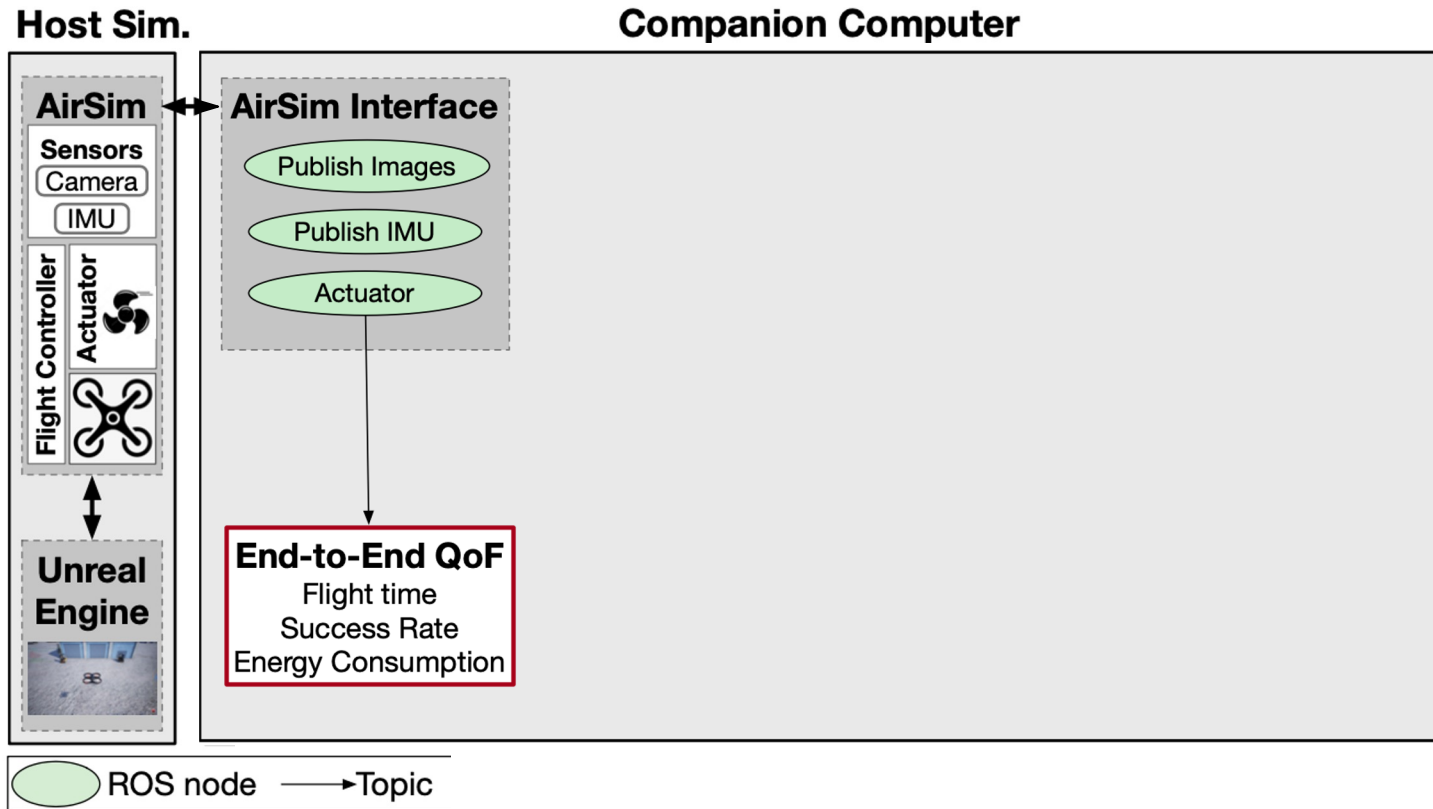 Host Sim.
Companion Computer
AirSim
Sensors
Camera
IMU
Flight Controller
Actuator
Unreal
Engine
AirSim Interface
Publish Images
Publish IMU
Actuator
End-to-End QoF
Flight time
Success Rate
Energy Consumption
ROS node
Topic